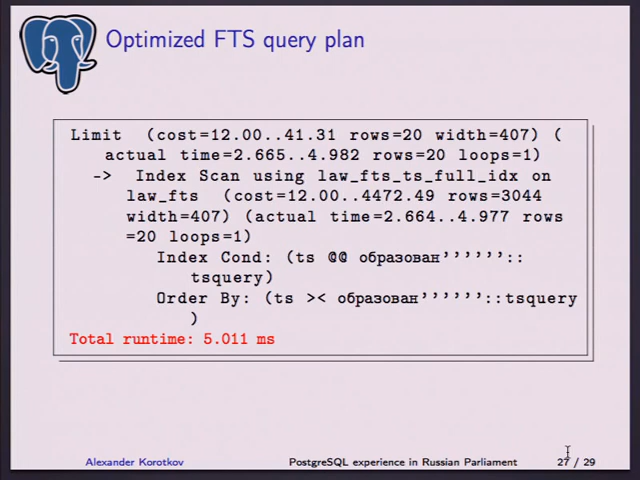 Optimized FTS query plan
Limit (cost=12.00..41.31 rows=20 width=407) (
actual time=2.665..4.982 rows=20 loops=1)
-> Index Scan using law_fts_ts_full_idx on
law_fts (cost=12.00..4472.49 rows=3044
width=407) (actual time=2.664..4.977 rows
=20 loops=1)
Index Cond: (ts @@ образован''''''::
tsquery)
Order By: (ts >< образован''''''::tsquery
)
Total runtime: 5.011 ms
Alexander Korotkov PostgreSQL experience in Russian Parliament 27 / 29